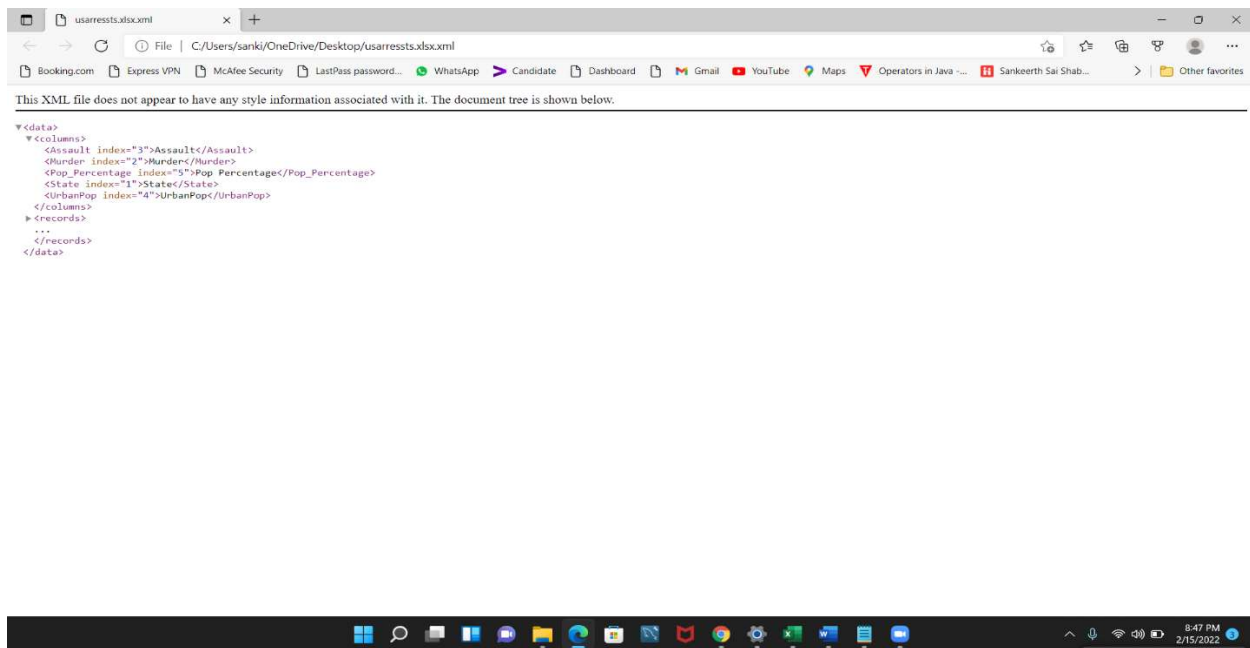 usarressts.xlsx.xml
File | C:/Users/sanki/OneDrive/Desktop/usarressts.xlsx.xml
Booking.com Express VPN McAfee Security LastPass password... WhatsApp Candidate Dashboard Gmail YouTube Maps Operators in Java -... Sankeerth Sai Shab... Other favorites
This XML file does not appear to have any style information associated with it. The document tree is shown below.
▼<data>
▼<columns>
<Assault index="3">Assault</Assault>
<Murder index="2">Murder</Murder>
<Pop_Percentage index="5">Pop Percentage</Pop_Percentage>
<State index="1">State</State>
<UrbanPop index="4">UrbanPop</UrbanPop>
</columns>
▶<records>
...
</records>
</data>
8:47 PM
2/15/2022